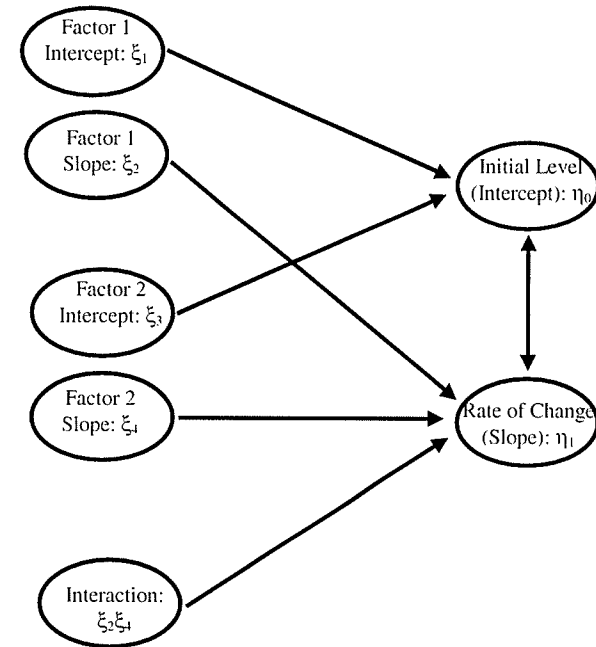 Factor 1
Intercept: ξ₁
Factor 1
Slope: ξ₂
Initial Level
(Intercept): η₀
Factor 2
Intercept: ξ₃
Factor 2
Slope: ξ₄
Rate of Change
(Slope): η₁
Interaction:
ξ₂ξ₄